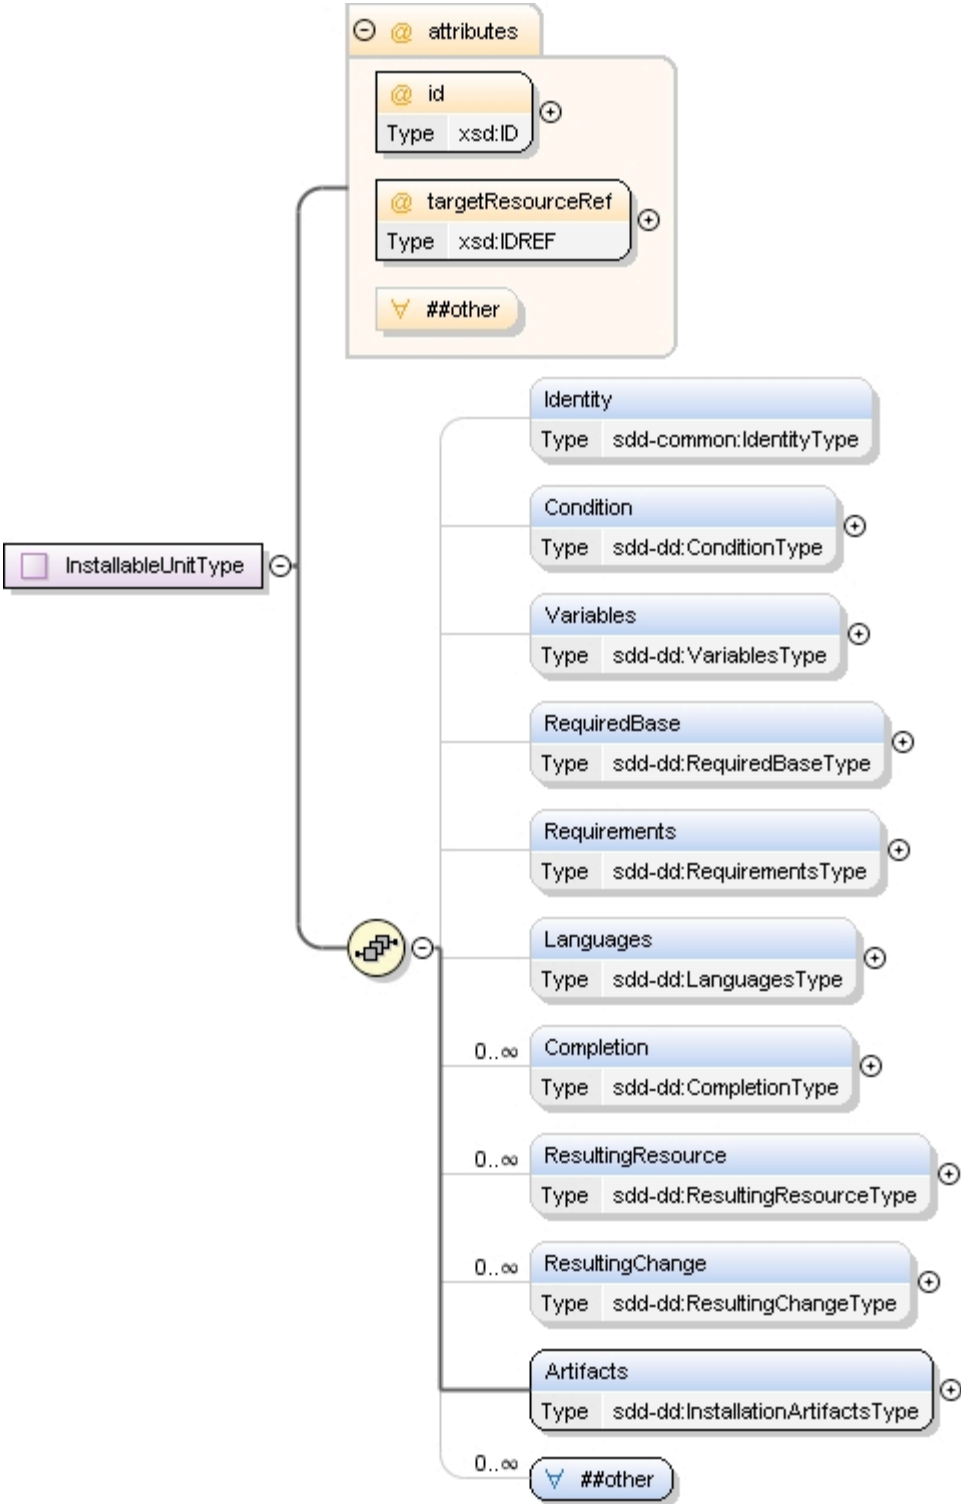 @ attributes
@ id
Type xsd:ID
@ targetResourceRef
Type xsd:IDREF
∀ ##other
Identity
Type sdd-common:IdentityType
Condition
Type sdd-dd:ConditionType
InstallableUnitType
Variables
Type sdd-dd:VariablesType
RequiredBase
Type sdd-dd:RequiredBaseType
Requirements
Type sdd-dd:RequirementsType
Languages
Type sdd-dd:LanguagesType
0..∞ Completion
Type sdd-dd:CompletionType
0..∞ ResultingResource
Type sdd-dd:ResultingResourceType
0..∞ ResultingChange
Type sdd-dd:ResultingChangeType
Artifacts
Type sdd-dd:InstallationArtifactsType
0..∞ ∀ ##other